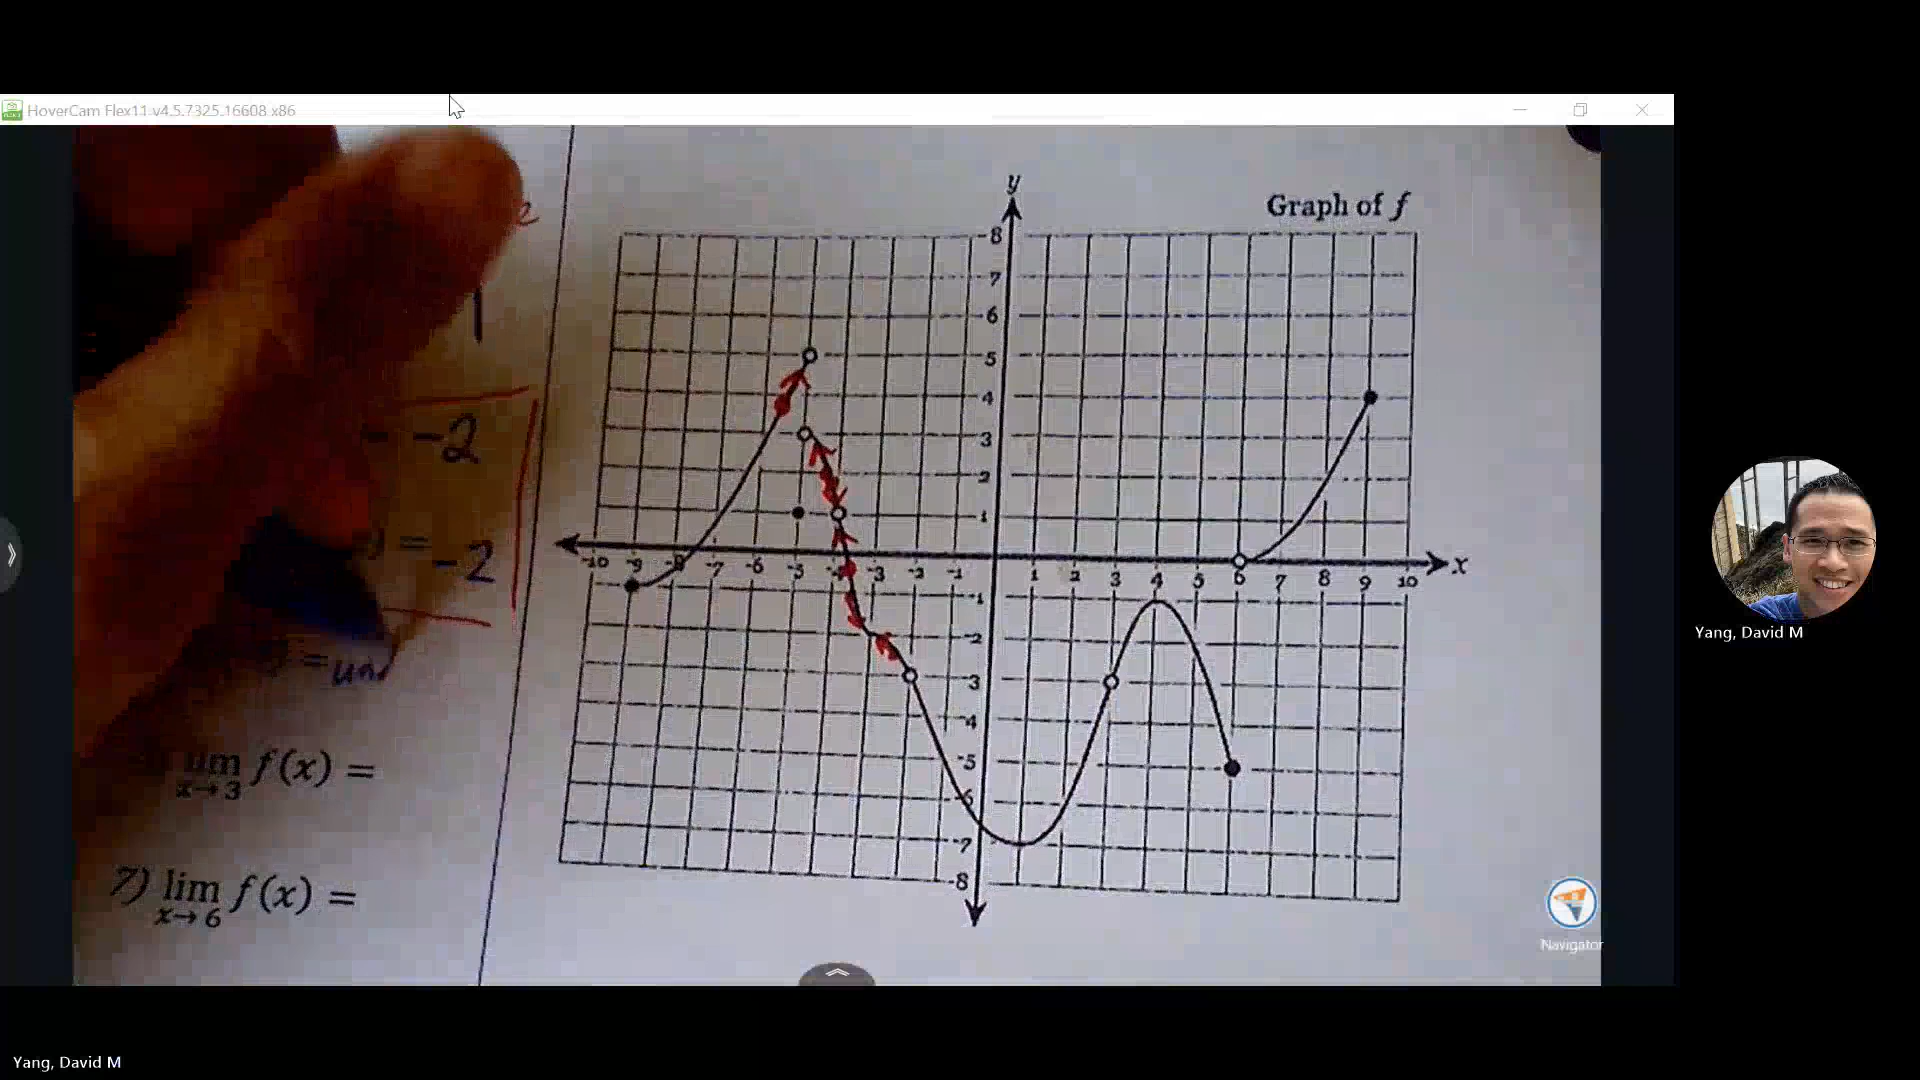 HoverCam Flex11 v4.5.7325.16608 x86
y
Graph of f
8
7
6
5
4
3
2
1
-10 -9 -8 -7 -6 -5 -4 -3 -2 -1 1 2 3 4 5 6 7 8 9 10 x
-1
-2
-3
-4
-5
-6
-7
-8
= -2
= -2
= un
lim f(x) =
x→3
7) lim f(x) =
x→6
Navigator
Yang, David M
Yang, David M